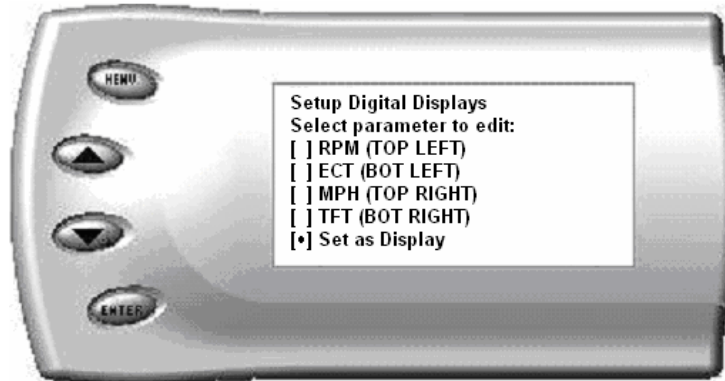 MENU
Setup Digital Displays
Select parameter to edit:
[ ] RPM (TOP LEFT)
[ ] ECT (BOT LEFT)
[ ] MPH (TOP RIGHT)
[ ] TFT (BOT RIGHT)
[•] Set as Display
ENTER